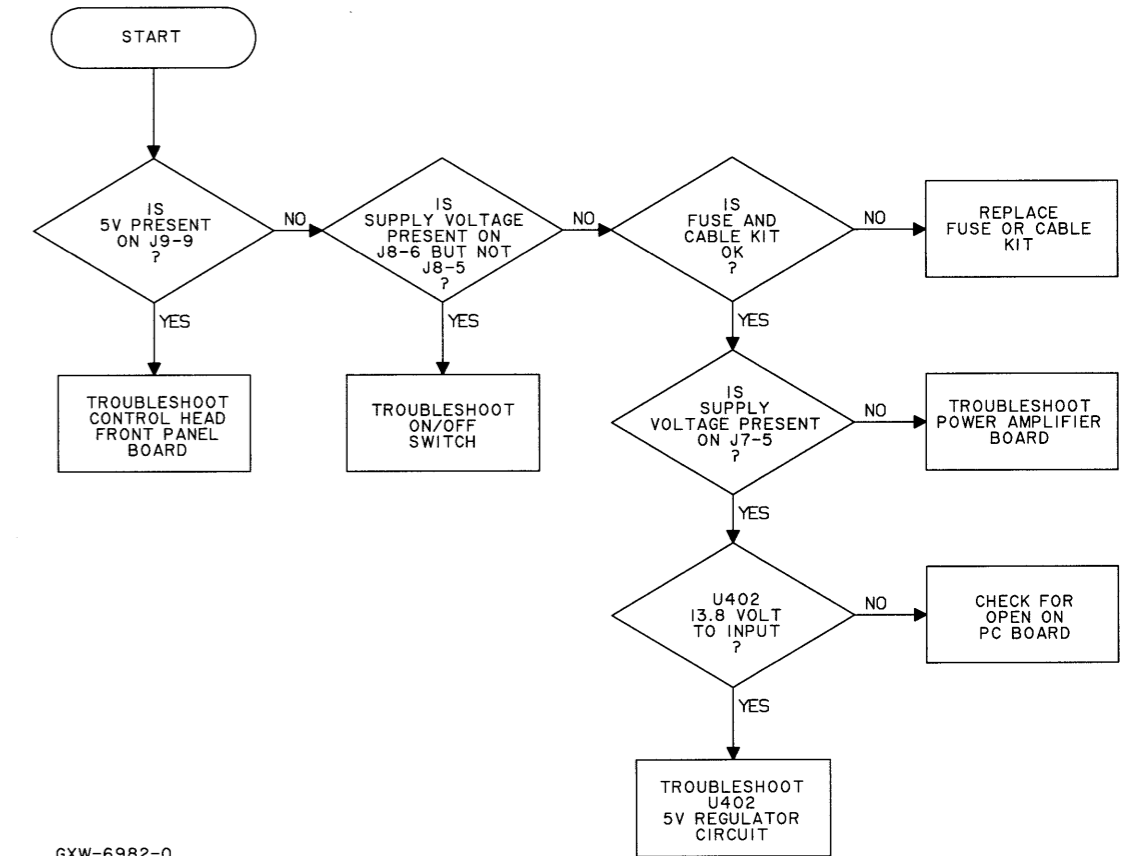 START
IS
5V PRESENT
ON J9-9
?
NO
YES
TROUBLESHOOT
CONTROL HEAD
FRONT PANEL
BOARD
IS
SUPPLY VOLTAGE
PRESENT ON
J8-6 BUT NOT
J8-5
?
NO
YES
TROUBLESHOOT
ON/OFF
SWITCH
IS
FUSE AND
CABLE KIT
OK
?
NO
REPLACE
FUSE OR CABLE
KIT
YES
IS
SUPPLY
VOLTAGE PRESENT
ON J7-5
?
NO
TROUBLESHOOT
POWER AMPLIFIER
BOARD
YES
U402
13.8 VOLT
TO INPUT
?
NO
CHECK FOR
OPEN ON
PC BOARD
YES
TROUBLESHOOT
U402
5V REGULATOR
CIRCUIT
GXW-6982-O